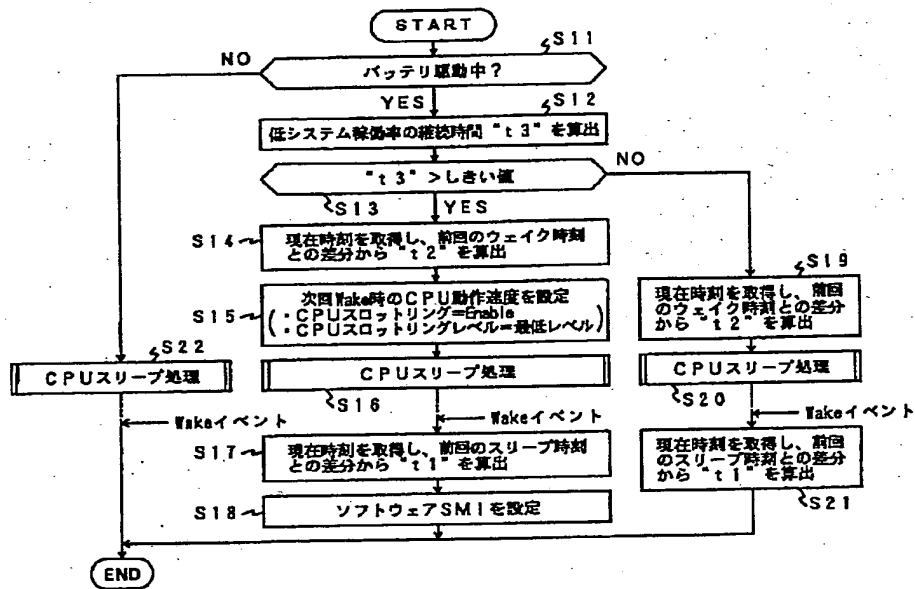 START
S11
NO
バッテリ駆動中？
YES
S12
低システム稼働率の継続時間 "t3" を算出
NO
"t3" ＞しきい値
S13
YES
S14
現在時刻を取得し、前回のウェイク時刻
との差分から "t2" を算出
S19
現在時刻を取得し、前回
のウェイク時刻との差分
から "t2" を算出
S15
次回Wake時のCPU動作速度を設定
・CPUスロットリング=Enable
・CPUスロットリングレベル=最低レベル
S22
CPUスリープ処理
CPUスリープ処理
S16
CPUスリープ処理
S20
Wakeイベント
Wakeイベント
Wakeイベント
S17
現在時刻を取得し、前回のスリープ時刻
との差分から "t1" を算出
現在時刻を取得し、前回
のスリープ時刻との差分
から "t1" を算出
S21
S18
ソフトウェアSMIを設定
END